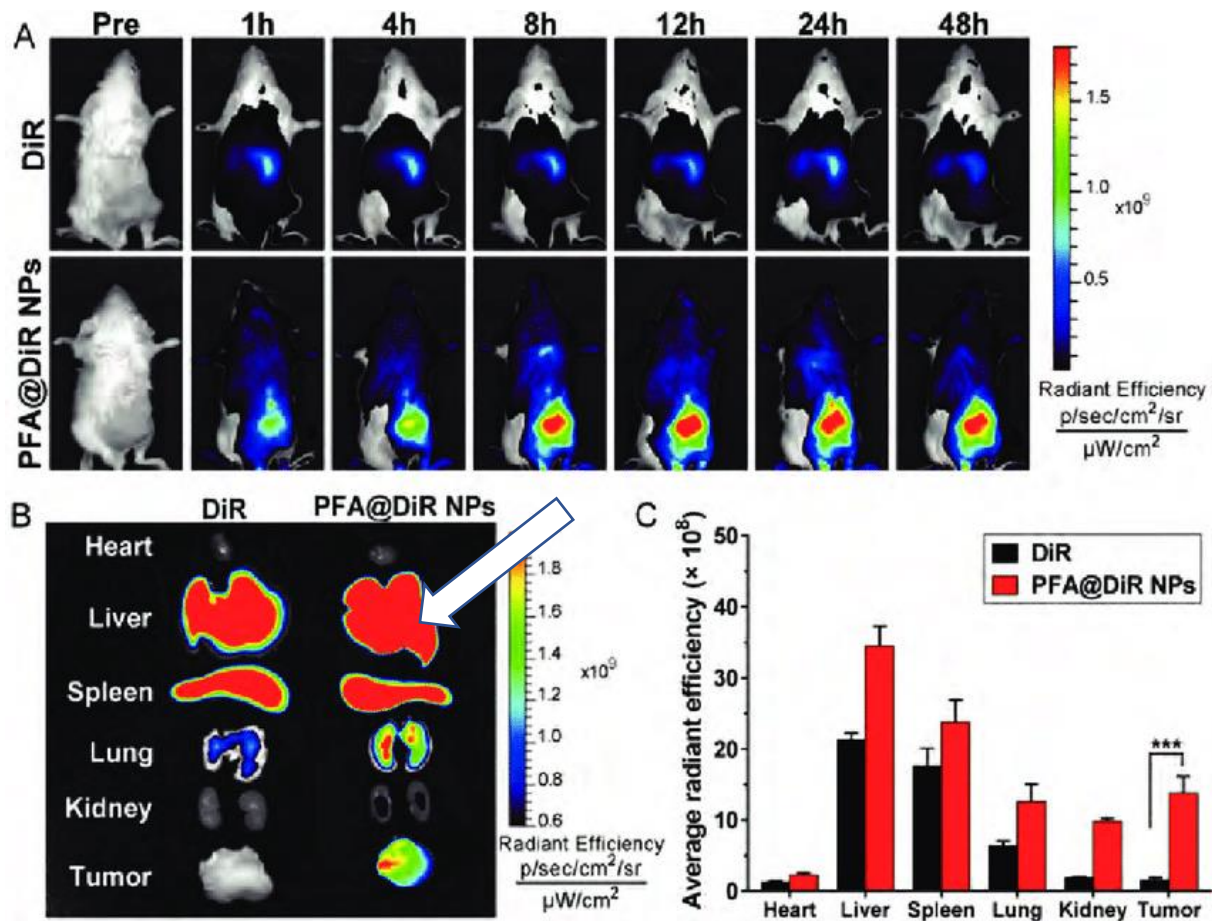 A
Pre 1h 4h 8h 12h 24h 48h
DiR
PFA@DiR NPs
1.5
1.0
×10⁹
0.5
Radiant Efficiency
p/sec/cm²/sr
µW/cm²
B
DiR PFA@DiR NPs
Heart
Liver
Spleen
Lung
Kidney
Tumor
1.8
1.6
1.4
×10⁹
1.2
1.0
0.8
0.6
Radiant Efficiency
p/sec/cm²/sr
µW/cm²
C
DiR
PFA@DiR NPs
Average radiant efficiency (× 10⁸)
50
40
30
20
10
0
***
Heart Liver Spleen Lung Kidney Tumor